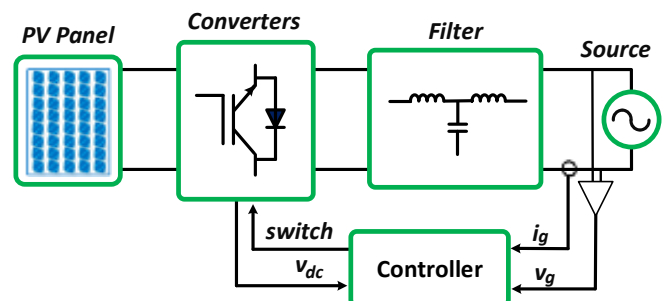 PV Panel
Converters
Filter
Source
switch
v_dc
Controller
i_g
v_g